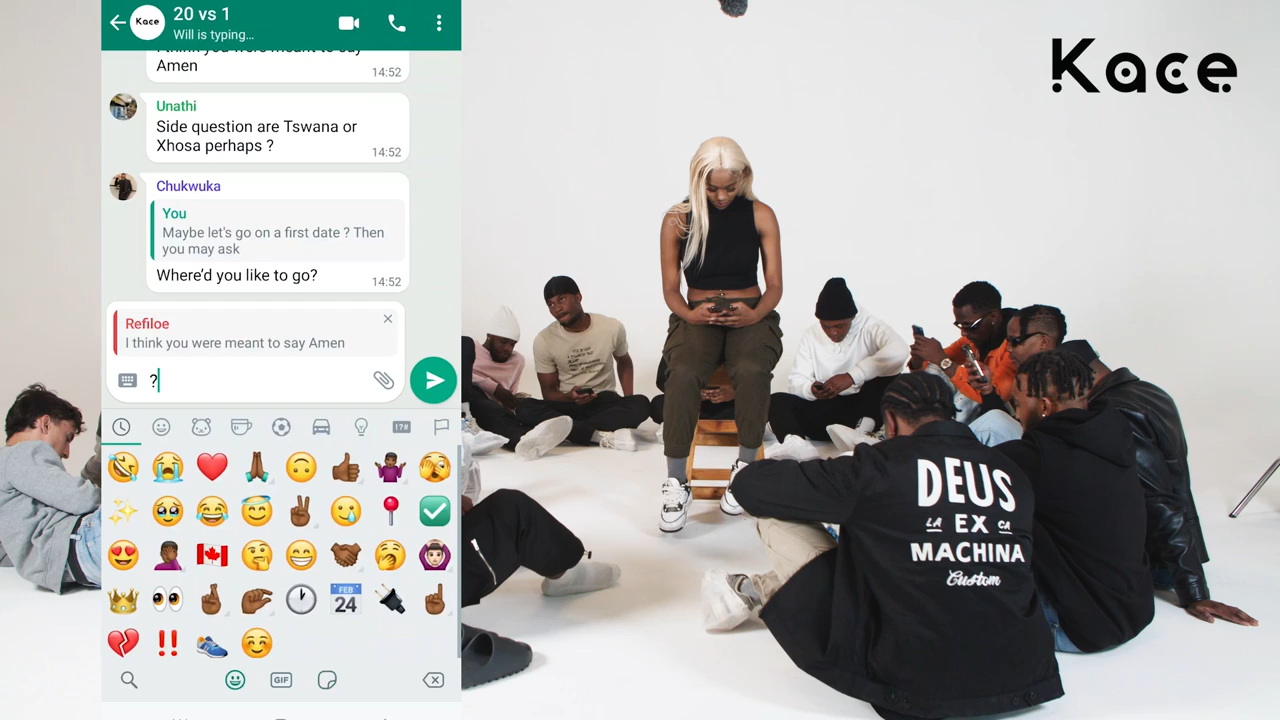 Kace
20 vs 1
Will is typing...
Amen
14:52
Unathi
Side question are Tswana or
Xhosa perhaps ?
14:52
Chukwuka
You
Maybe let's go on a first date ? Then
you may ask
Where'd you like to go?
14:52
Refiloe
I think you were meant to say Amen
?
!?#
FEB
24
GIF
Kace
DEUS
LA EX CA
MACHINA
Custom